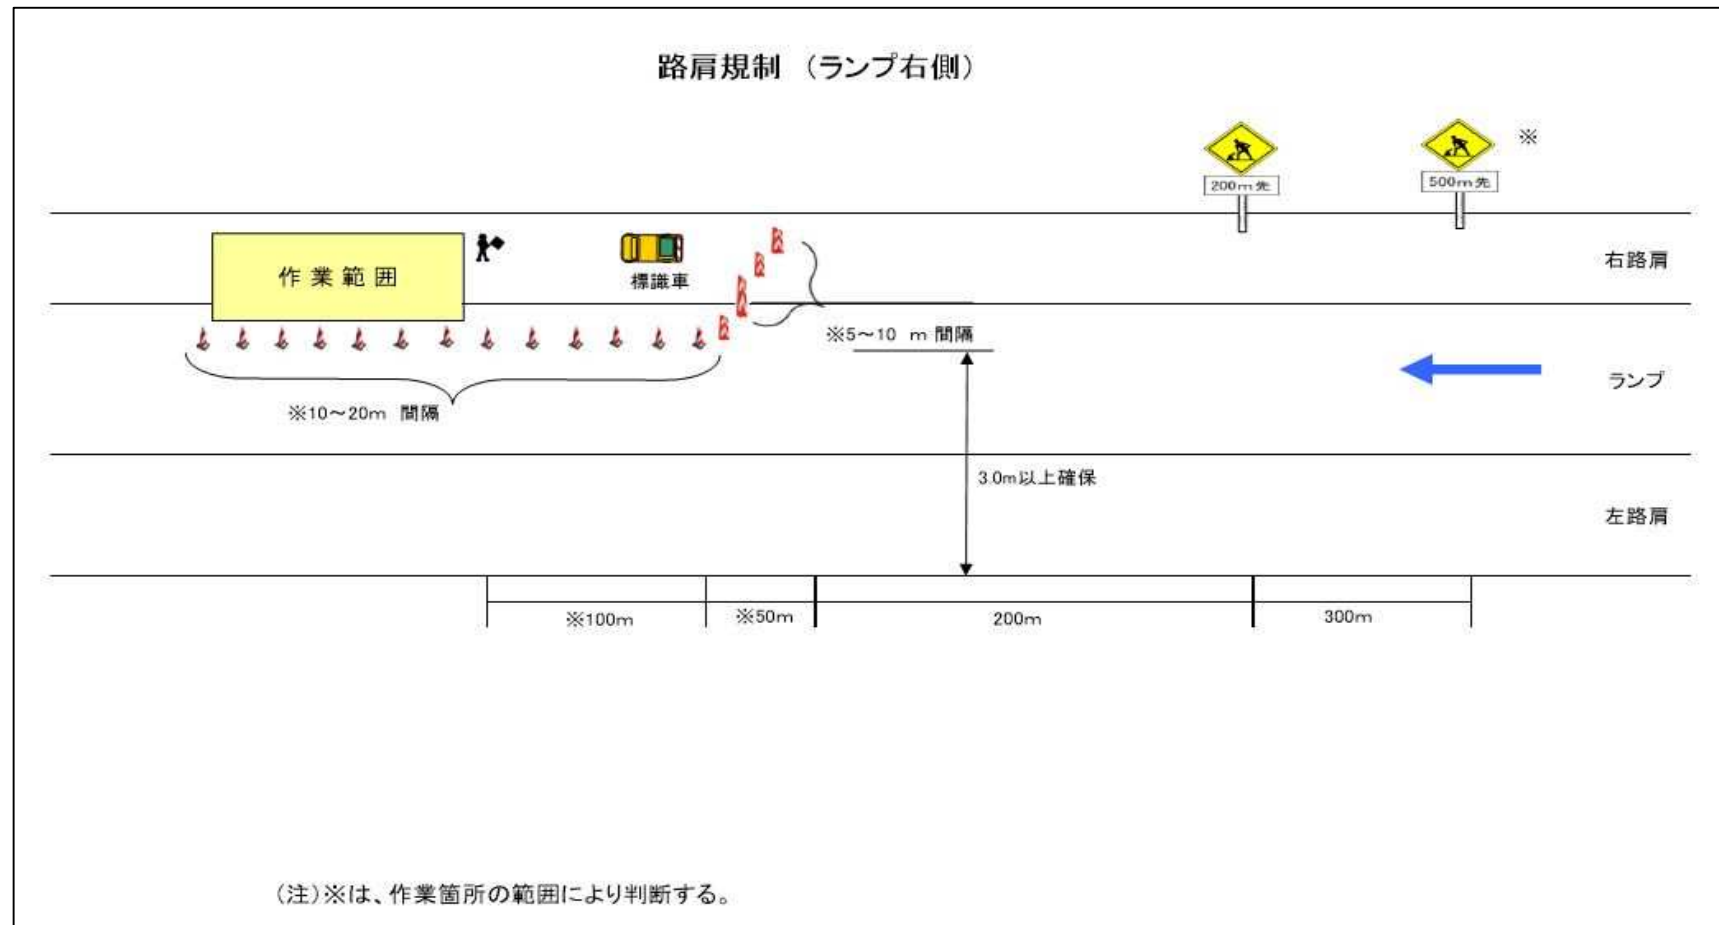 路肩規制 (ランプ右側)
※
200m先
500m先
右路肩
作業範囲
標識車
※5～10 m 間隔
ランプ
※10～20m 間隔
3.0m以上確保
左路肩
※100m
※50m
200m
300m
(注)※は、作業箇所の範囲により判断する。